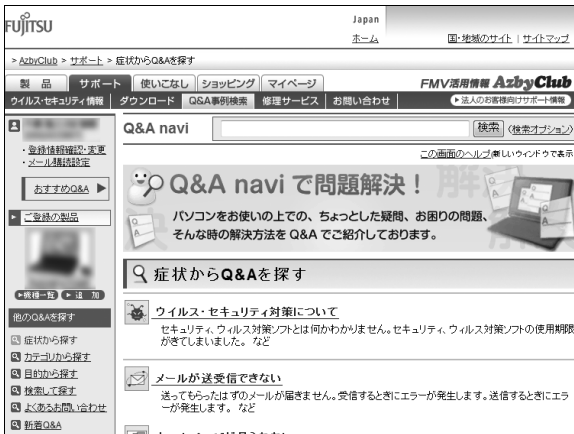 FUJITSU
Japan
ホーム
国・地域のサイト | サイトマップ
> AzbyClub > サポート > 症状からQ&Aを探す
製品 サポート 使いこなし ショッピング マイページ
FMV活用情報 AzbyClub
ウイルス・セキュリティ情報 ダウンロード Q&A事例検索 修理サービス お問い合わせ
法人のお客様向けサポート情報
Q&A navi
検索 (検索オプション)
・登録情報確認・変更
・メール購読設定
この画面のヘルプ(新しいウィンドウで表示
おすすめQ&A
Q&A navi で問題解決!
パソコンをお使いの上での、ちょっとした疑問、お困りの問題、
そんな時の解決方法を Q&A でご紹介しております。
ご登録の製品
機種一覧 追加
症状からQ&Aを探す
他のQ&Aを探す
症状から探す
カテゴリから探す
目的から探す
検索して探す
よくあるお問い合わせ
新着Q&A
ウイルス・セキュリティ対策について
セキュリティ、ウィルス対策ソフトとは何かわかりません。セキュリティ、ウィルス対策ソフトの使用期限
がきてしまいました。 など
メールが送受信できない
送ってもらったはずのメールが届きません。受信するときにエラーが発生します。送信するときにエラ
ーが発生します。 など